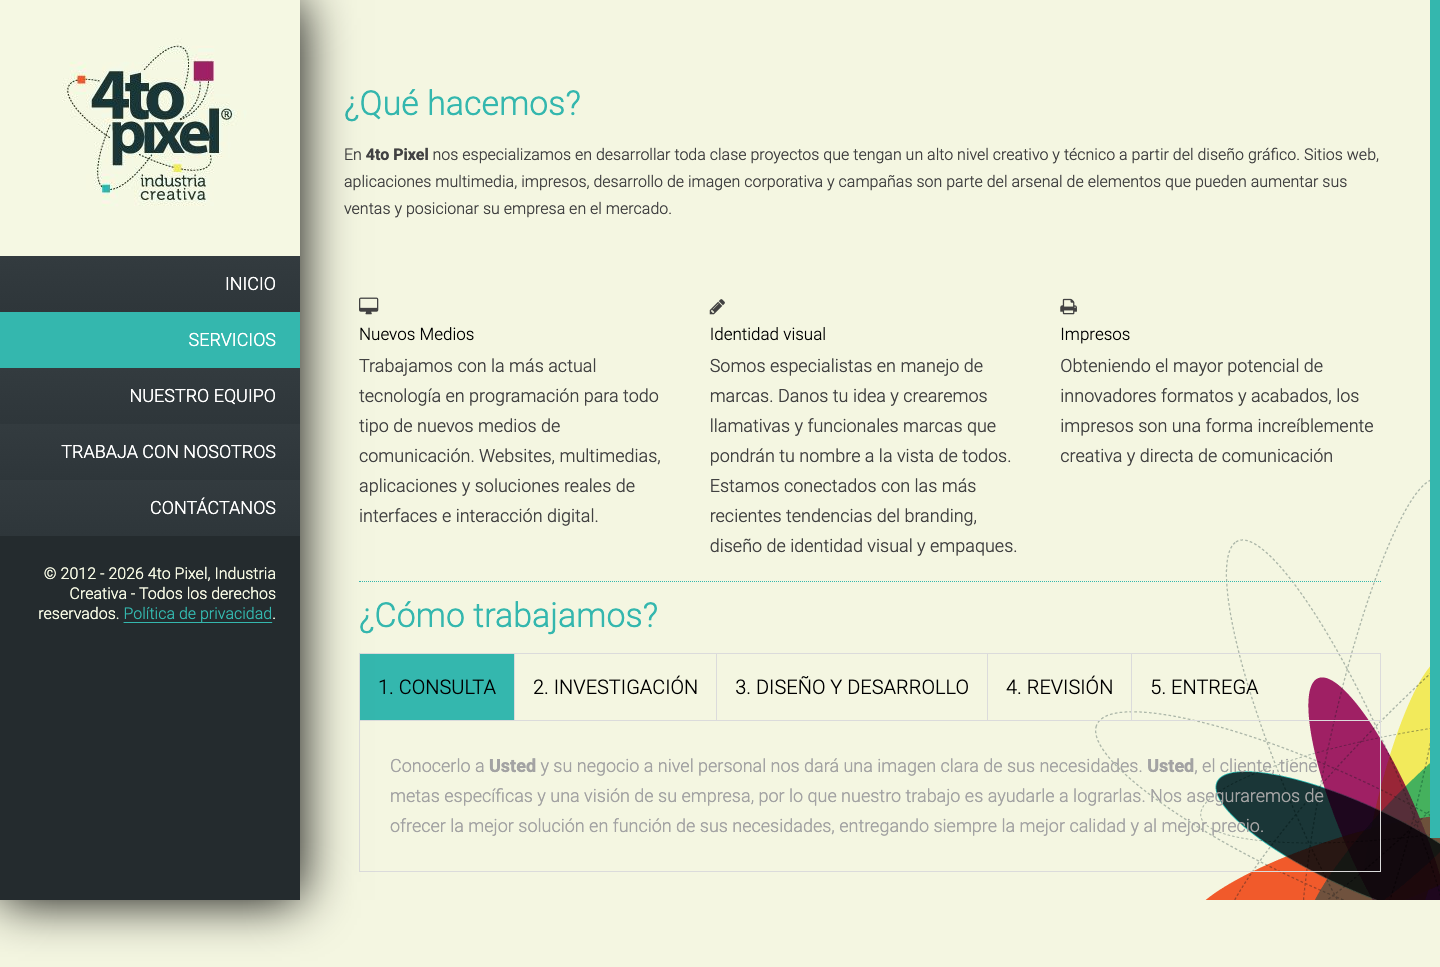 4to
pixel®
industria
creativa
INICIO
SERVICIOS
NUESTRO EQUIPO
TRABAJA CON NOSOTROS
CONTÁCTANOS
© 2012 - 2026 4to Pixel, Industria
Creativa - Todos los derechos
reservados. Política de privacidad.
¿Qué hacemos?
En 4to Pixel nos especializamos en desarrollar toda clase proyectos que tengan un alto nivel creativo y técnico a partir del diseño gráfico. Sitios web,
aplicaciones multimedia, impresos, desarrollo de imagen corporativa y campañas son parte del arsenal de elementos que pueden aumentar sus
ventas y posicionar su empresa en el mercado.
Nuevos Medios
Trabajamos con la más actual
tecnología en programación para todo
tipo de nuevos medios de
comunicación. Websites, multimedias,
aplicaciones y soluciones reales de
interfaces e interacción digital.
Identidad visual
Somos especialistas en manejo de
marcas. Danos tu idea y crearemos
llamativas y funcionales marcas que
pondrán tu nombre a la vista de todos.
Estamos conectados con las más
recientes tendencias del branding,
diseño de identidad visual y empaques.
Impresos
Obteniendo el mayor potencial de
innovadores formatos y acabados, los
impresos son una forma increíblemente
creativa y directa de comunicación
¿Cómo trabajamos?
1. CONSULTA
2. INVESTIGACIÓN
3. DISEÑO Y DESARROLLO
4. REVISIÓN
5. ENTREGA
Conocerlo a Usted y su negocio a nivel personal nos dará una imagen clara de sus necesidades. Usted, el cliente, tiene
metas específicas y una visión de su empresa, por lo que nuestro trabajo es ayudarle a lograrlas. Nos aseguraremos de
ofrecer la mejor solución en función de sus necesidades, entregando siempre la mejor calidad y al mejor precio.